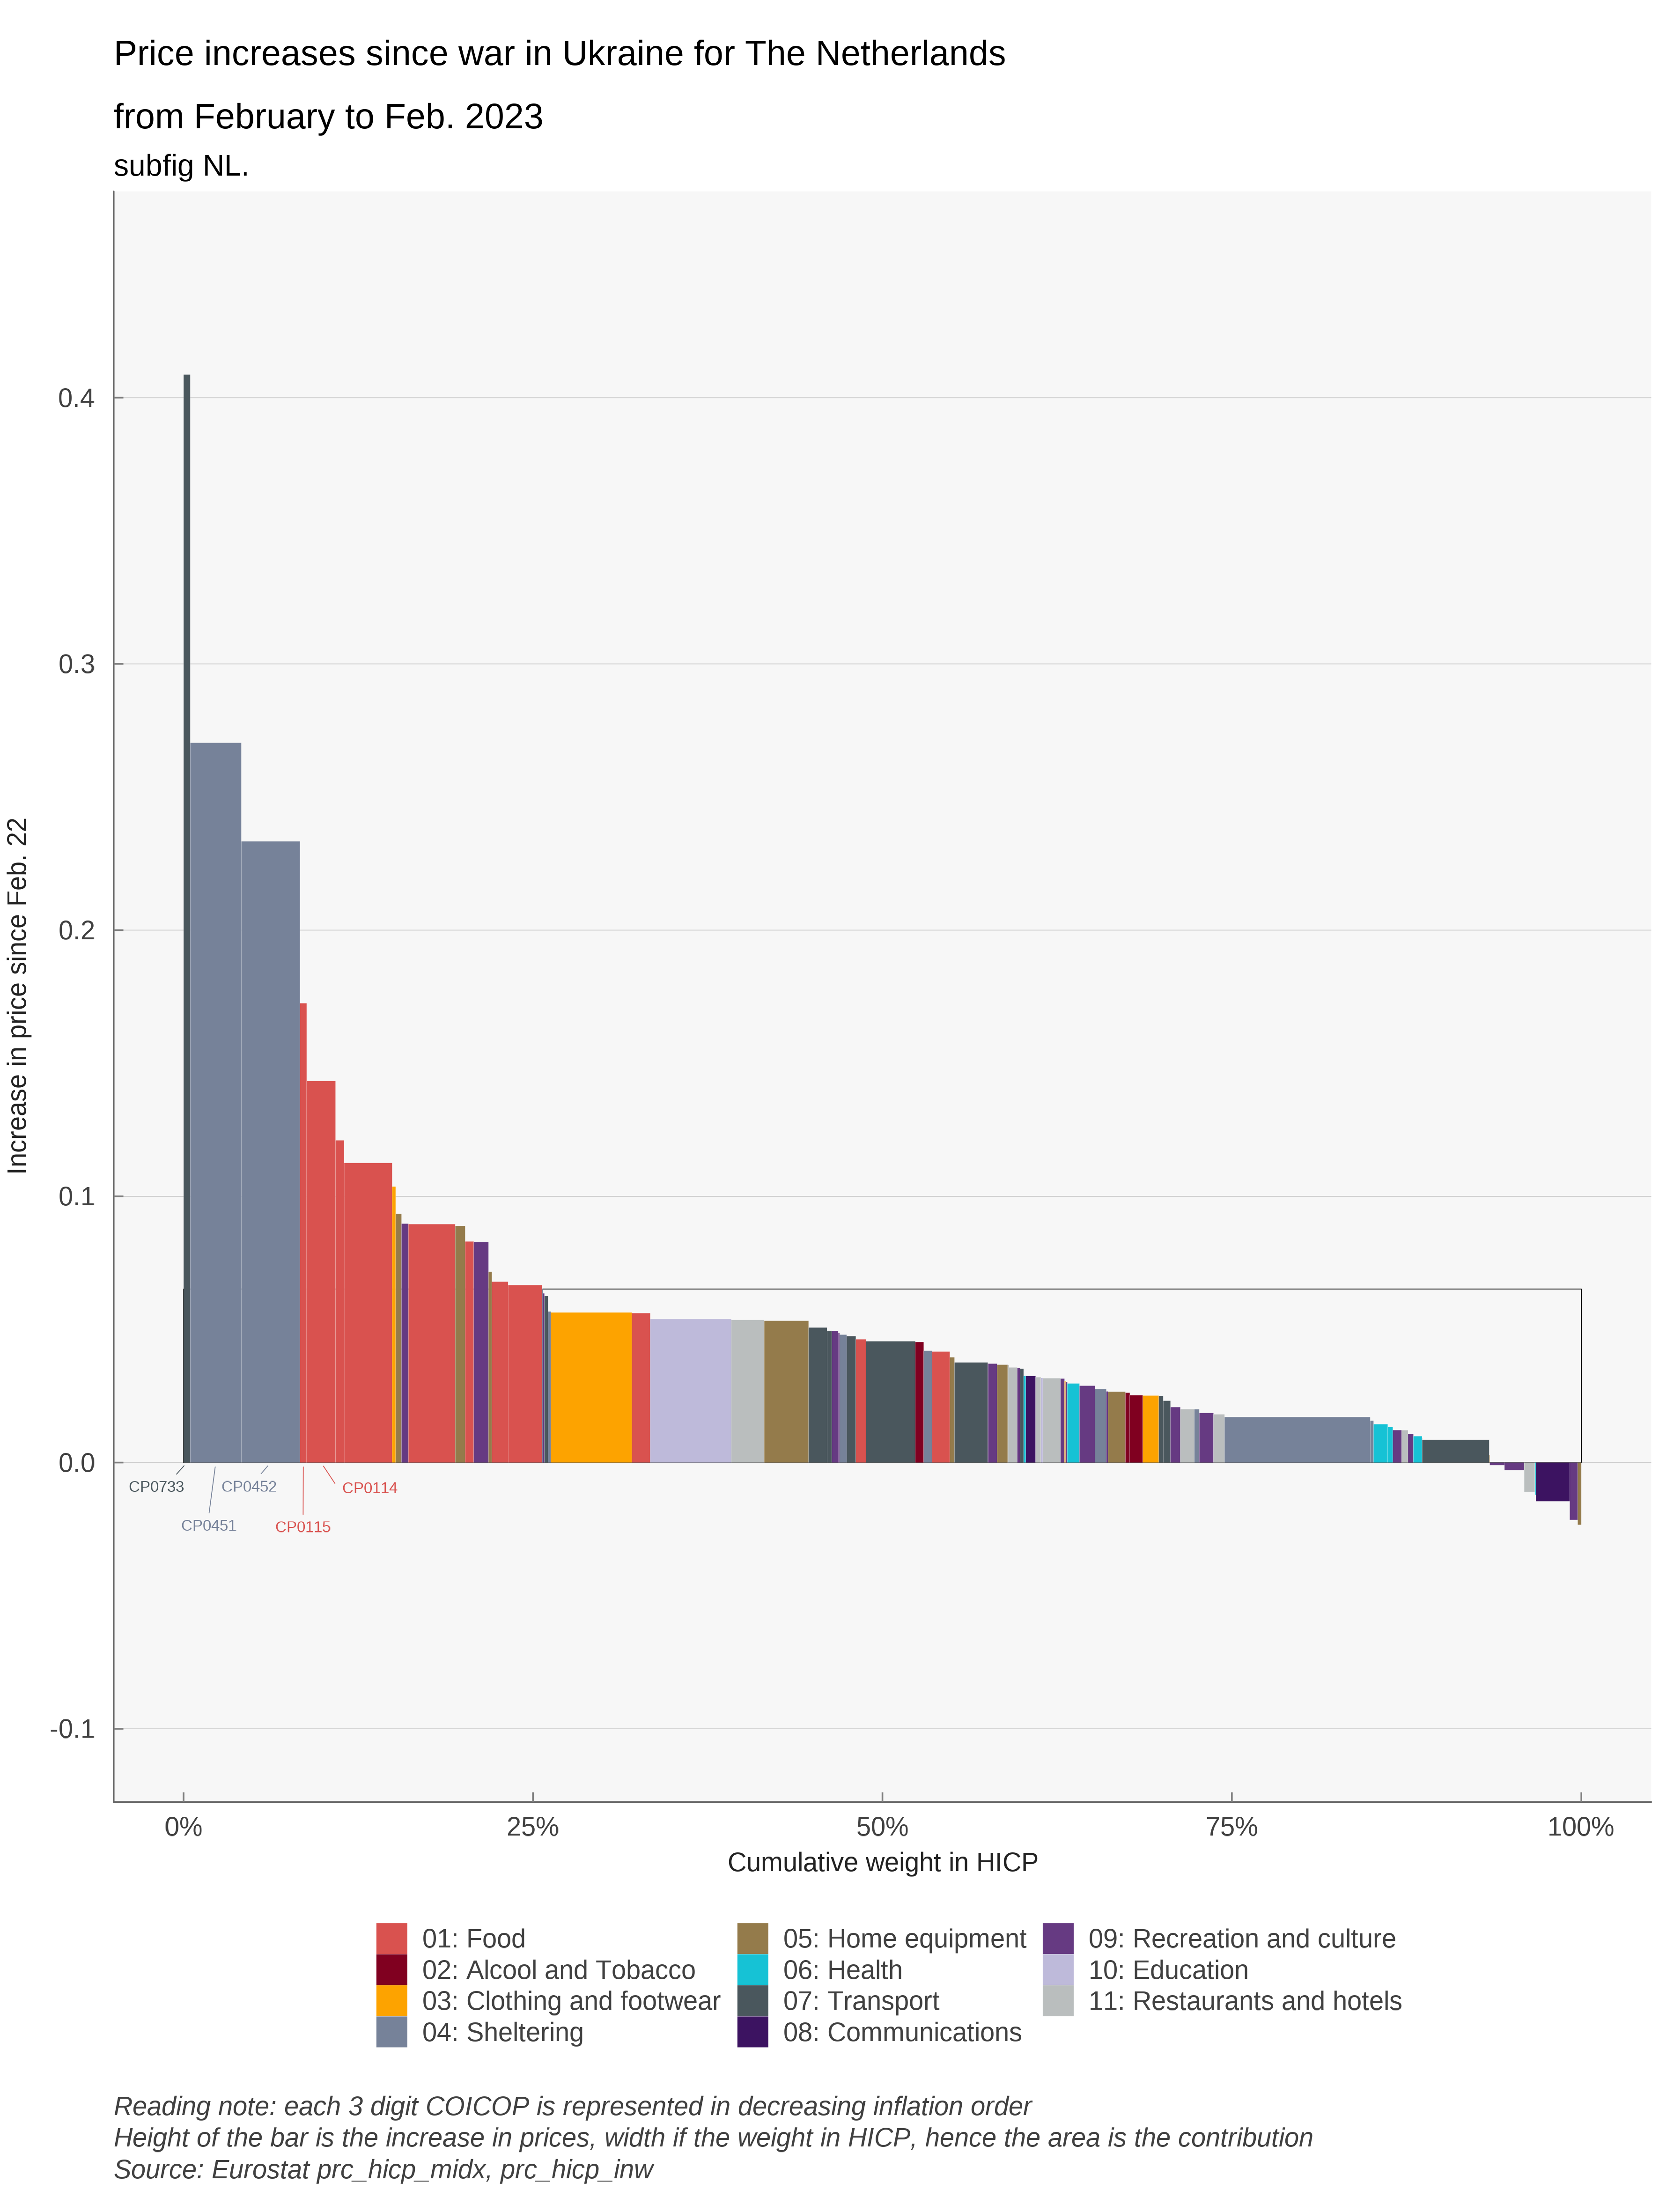 Price increases since war in Ukraine for The Netherlands
from February to Feb. 2023
subfig NL.
Increase in price since Feb. 22
0.4
0.3
0.2
0.1
0.0
-0.1
CP0733
CP0452
CP0114
CP0451
CP0115
0%
25%
50%
75%
100%
Cumulative weight in HICP
01: Food
02: Alcool and Tobacco
03: Clothing and footwear
04: Sheltering
05: Home equipment
06: Health
07: Transport
08: Communications
09: Recreation and culture
10: Education
11: Restaurants and hotels
Reading note: each 3 digit COICOP is represented in decreasing inflation order
Height of the bar is the increase in prices, width if the weight in HICP, hence the area is the contribution
Source: Eurostat prc_hicp_midx, prc_hicp_inw